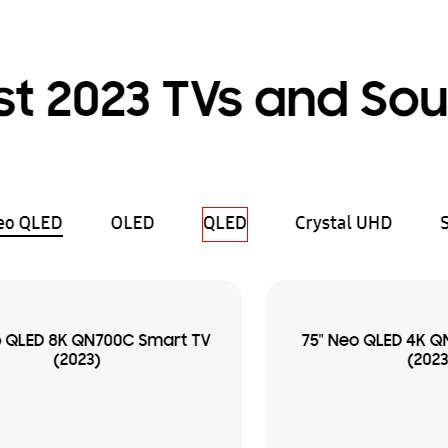 st 2023 TVs and Sou
eo QLED OLED QLED Crystal UHD S
QLED 8K QN700C Smart TV
(2023)
75" Neo QLED 4K QN
(2023